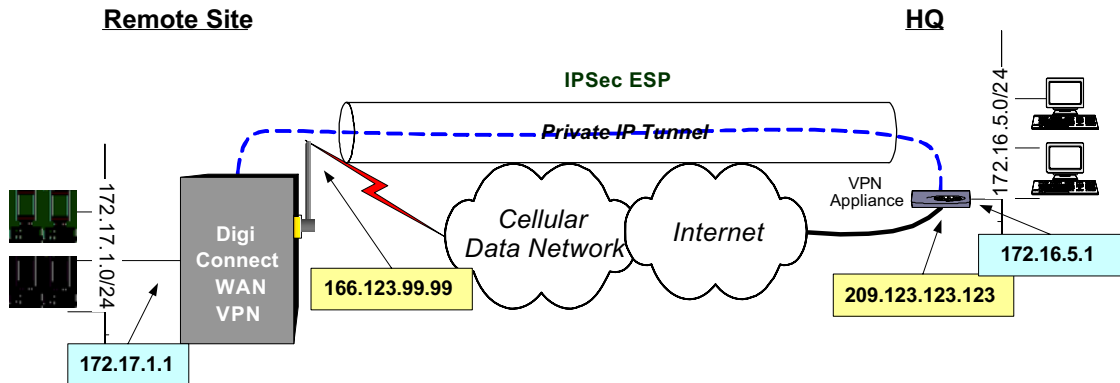 Remote Site
HQ
IPSec ESP
Private IP Tunnel
172.16.5.0/24
VPN
Appliance
172.17.1.0/24
Digi
Connect
WAN
VPN
Cellular
Data Network
Internet
166.123.99.99
172.16.5.1
209.123.123.123
172.17.1.1